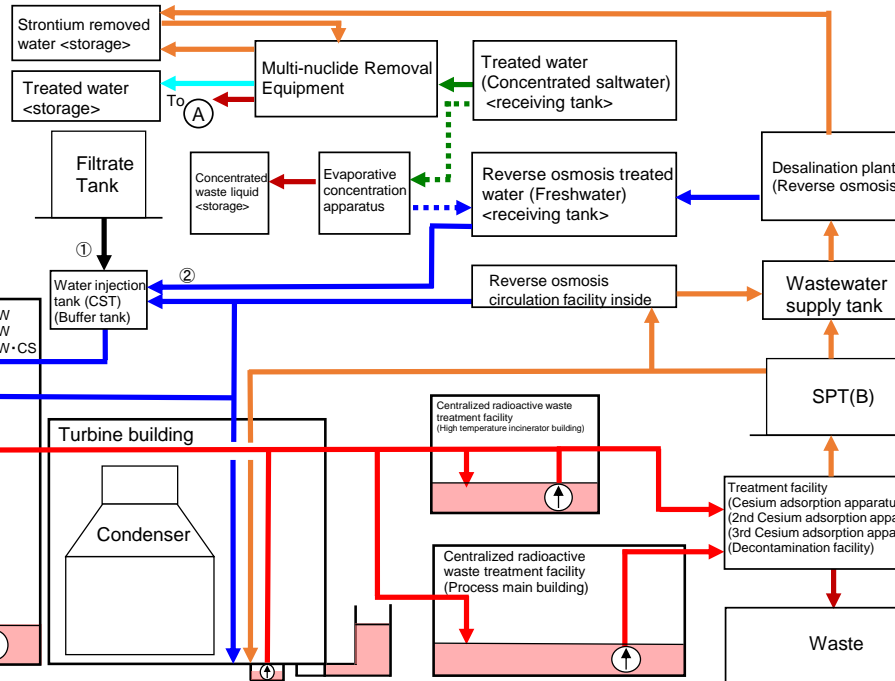 Strontium removed
water <storage>
Multi-nuclide Removal
Equipment
Treated water
(Concentrated saltwater)
<receiving tank>
Treated water
<storage>
To
A
Filtrate
Tank
Concentrated
waste liquid
<storage>
Evaporative
concentration
apparatus
Reverse osmosis treated
water (Freshwater)
<receiving tank>
Desalination plant
(Reverse osmosis
①
②
Water injection
tank (CST)
(Buffer tank)
Reverse osmosis
circulation facility inside
Wastewater
supply tank
W
W
W・CS
SPT(B)
Turbine building
Condenser
Centralized radioactive waste
treatment facility
(High temperature incinerator building)
Treatment facility
(Cesium adsorption apparatu
(2nd Cesium adsorption appa
(3rd Cesium adsorption appa
(Decontamination facility)
Centralized radioactive
waste treatment facility
(Process main building)
Waste